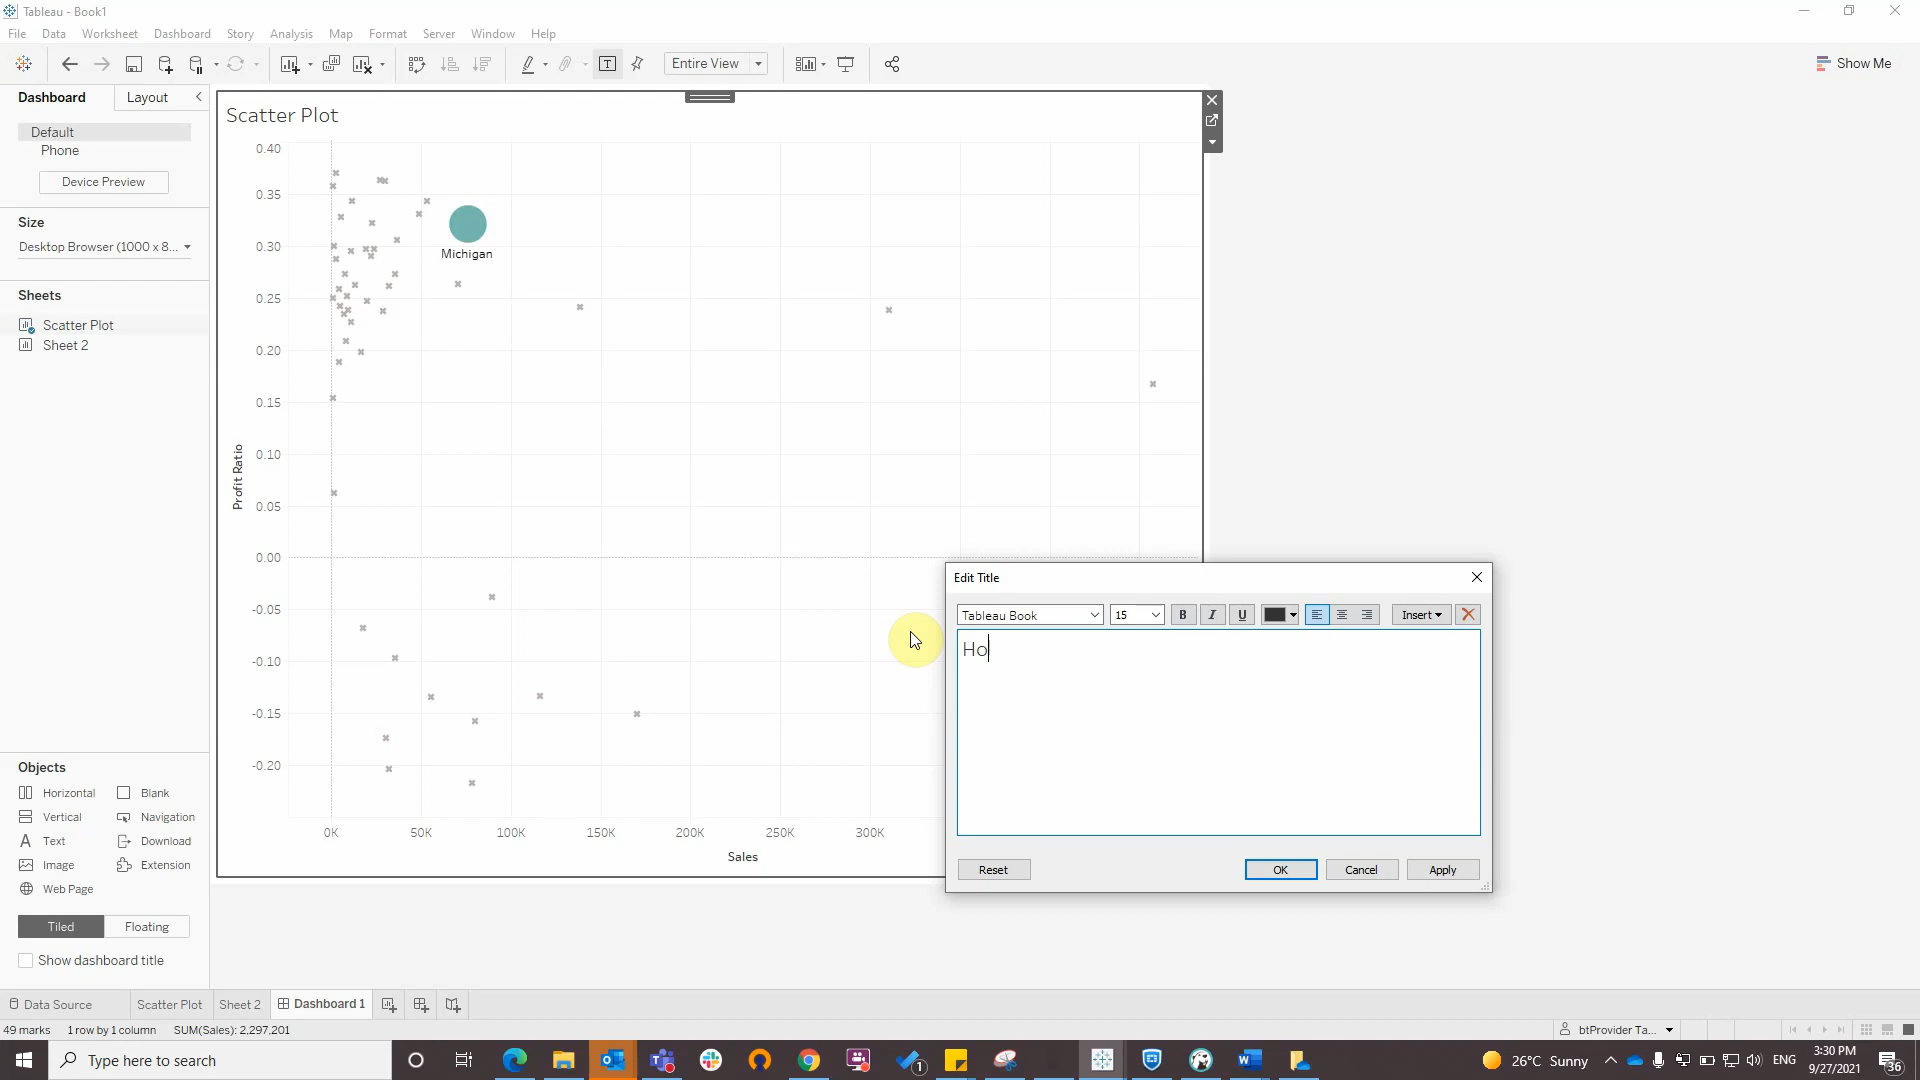 Tableau - Book1
File Data Worksheet Dashboard Story Analysis Map Format Server Window Help
Entire View
Show Me
Dashboard Layout
Default
Phone
Device Preview
Size
Desktop Browser (1000 x 8...
Sheets
Scatter Plot
Sheet 2
Objects
Horizontal Blank
Vertical Navigation
Text Download
Image Extension
Web Page
Tiled Floating
Show dashboard title
Scatter Plot
0.40
0.35
0.30
0.25
0.20
0.15
0.10
0.05
0.00
-0.05
-0.10
-0.15
-0.20
Profit Ratio
Michigan
0K 50K 100K 150K 200K 250K 300K
Sales
Edit Title
Tableau Book 15 B I U Insert
Ho
Reset OK Cancel Apply
Data Source Scatter Plot Sheet 2 Dashboard 1
49 marks 1 row by 1 column SUM(Sales): 2,297,201
btProvider Ta...
Type here to search
1
26°C Sunny
ENG
3:30 PM
9/27/2021
36